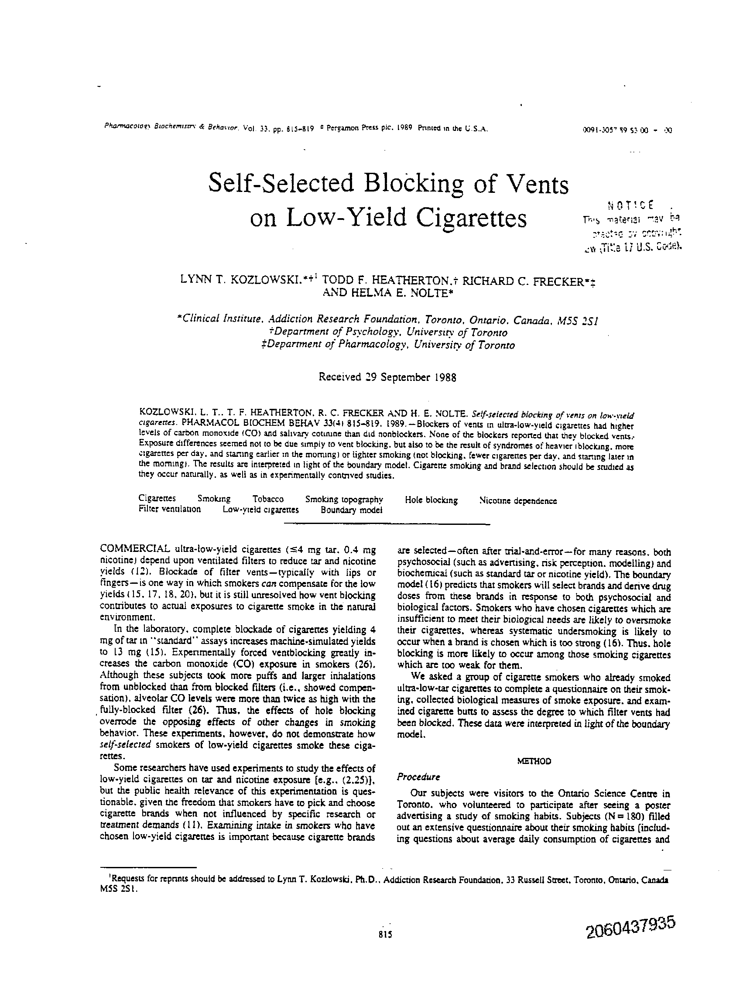 Pharmacology Biochemistry & Behavior, Vol. 33, pp. 815–819 © Pergamon Press plc, 1989. Printed in the U.S.A.
0091-3057/89 $3.00 + .00
Self-Selected Blocking of Vents
on Low-Yield Cigarettes
NOTICE
This material may be
copyright
law (Title 17 U.S. Code).
LYNN T. KOZLOWSKI,*†¹ TODD F. HEATHERTON,† RICHARD C. FRECKER*‡
AND HELMA E. NOLTE*
*Clinical Institute, Addiction Research Foundation, Toronto, Ontario, Canada, M5S 2S1
†Department of Psychology, University of Toronto
‡Department of Pharmacology, University of Toronto
Received 29 September 1988
KOZLOWSKI, L. T., T. F. HEATHERTON, R. C. FRECKER AND H. E. NOLTE. Self-selected blocking of vents on low-yield
cigarettes. PHARMACOL BIOCHEM BEHAV 33(4) 815–819, 1989.—Blockers of vents in ultra-low-yield cigarettes had higher
levels of carbon monoxide (CO) and salivary cotinine than did nonblockers. None of the blockers reported that they blocked vents.
Exposure differences seemed not to be due simply to vent blocking, but also to be the result of syndromes of heavier (blocking, more
cigarettes per day, and starting earlier in the morning) or lighter smoking (not blocking, fewer cigarettes per day, and starting later in
the morning). The results are interpreted in light of the boundary model. Cigarette smoking and brand selection should be studied as
they occur naturally, as well as in experimentally contrived studies.
Cigarettes Smoking Tobacco Smoking topography Hole blocking Nicotine dependence
Filter ventilation Low-yield cigarettes Boundary model
COMMERCIAL ultra-low-yield cigarettes (≤4 mg tar, 0.4 mg
nicotine) depend upon ventilated filters to reduce tar and nicotine
yields (12). Blockade of filter vents—typically with lips or
fingers—is one way in which smokers can compensate for the low
yields (15, 17, 18, 20), but it is still unresolved how vent blocking
contributes to actual exposures to cigarette smoke in the natural
environment.
In the laboratory, complete blockade of cigarettes yielding 4
mg of tar in "standard" assays increases machine-simulated yields
to 13 mg (15). Experimentally forced ventblocking greatly in-
creases the carbon monoxide (CO) exposure in smokers (26).
Although these subjects took more puffs and larger inhalations
from unblocked than from blocked filters (i.e., showed compen-
sation), alveolar CO levels were more than twice as high with the
fully-blocked filter (26). Thus, the effects of hole blocking
overrode the opposing effects of other changes in smoking
behavior. These experiments, however, do not demonstrate how
self-selected smokers of low-yield cigarettes smoke these ciga-
rettes.
Some researchers have used experiments to study the effects of
low-yield cigarettes on tar and nicotine exposure [e.g., (2,25)],
but the public health relevance of this experimentation is ques-
tionable, given the freedom that smokers have to pick and choose
cigarette brands when not influenced by specific research or
treatment demands (11). Examining intake in smokers who have
chosen low-yield cigarettes is important because cigarette brands
are selected—often after trial-and-error—for many reasons, both
psychosocial (such as advertising, risk perception, modelling) and
biochemical (such as standard tar or nicotine yield). The boundary
model (16) predicts that smokers will select brands and derive drug
doses from these brands in response to both psychosocial and
biological factors. Smokers who have chosen cigarettes which are
insufficient to meet their biological needs are likely to oversmoke
their cigarettes, whereas systematic undersmoking is likely to
occur when a brand is chosen which is too strong (16). Thus, hole
blocking is more likely to occur among those smoking cigarettes
which are too weak for them.
We asked a group of cigarette smokers who already smoked
ultra-low-tar cigarettes to complete a questionnaire on their smok-
ing, collected biological measures of smoke exposure, and exam-
ined cigarette butts to assess the degree to which filter vents had
been blocked. These data were interpreted in light of the boundary
model.
METHOD
Procedure
Our subjects were visitors to the Ontario Science Centre in
Toronto, who volunteered to participate after seeing a poster
advertising a study of smoking habits. Subjects (N = 180) filled
out an extensive questionnaire about their smoking habits [includ-
ing questions about average daily consumption of cigarettes and
¹Requests for reprints should be addressed to Lynn T. Kozlowski, Ph.D., Addiction Research Foundation, 33 Russell Street, Toronto, Ontario, Canada
M5S 2S1.
815
2060437935